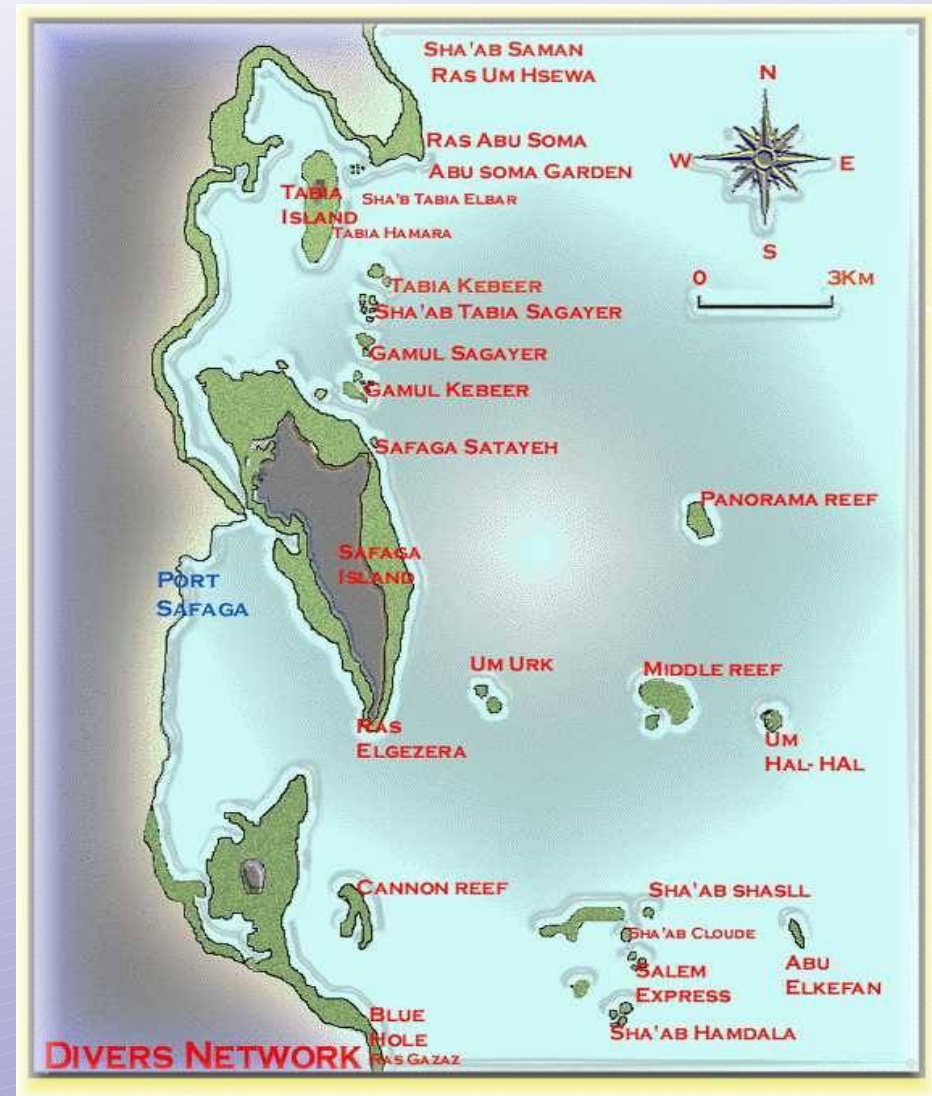 SHA'AB SAMAN
RAS UM HSEWA
N
RAS ABU SOMA
W
E
ABU SOMA GARDEN
TABIA
ISLAND
SHA'B TABIA ELBAR
TABIA HAMARA
S
TABIA KEBEER
0
3KM
SHA'AB TABIA SAGAYER
GAMUL SAGAYER
GAMUL KEBEER
SAFAGA SATAYEH
PANORAMA REEF
SAFAGA
ISLAND
PORT
SAFAGA
UM URK
MIDDLE REEF
RAS
ELGEZERA
UM
HAL-HAL
CANNON REEF
SHA'AB SHASLL
SHA'AB CLOUDE
SALEM
EXPRESS
ABU
ELKEFAN
BLUE
HOLE
SHA'AB HAMDALA
DIVERS NETWORK
RAS GAZAZ